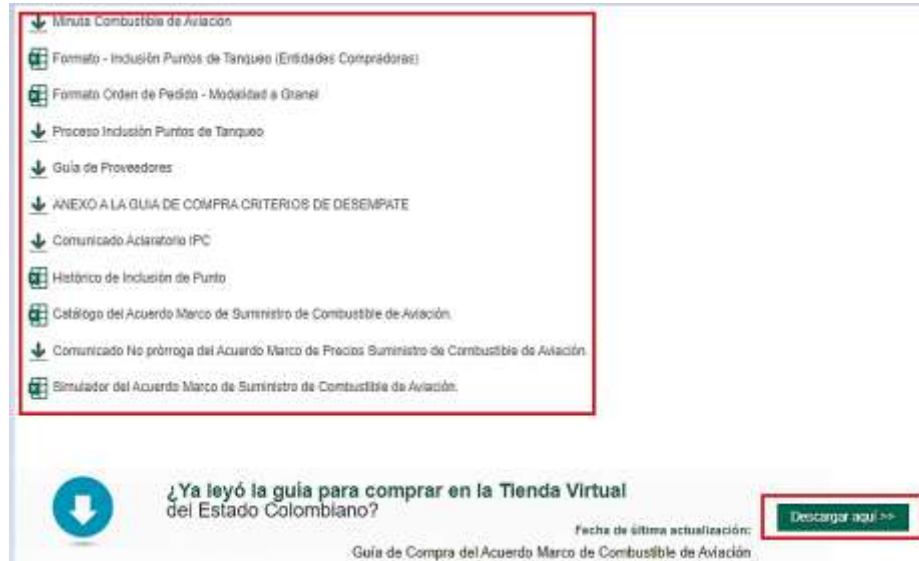 Minuta Combustible de Aviación
Formato - Inclusión Puntos de Tanqueo (Entidades Compradoras)
Formato Orden de Pedido - Modalidad a Granel
Proceso Inclusión Puntos de Tanqueo
Guía de Proveedores
ANEXO A LA GUIA DE COMPRA CRITERIOS DE DESEMPATE
Comunicado Aclaratorio IPC
Histórico de Inclusión de Punto
Catálogo del Acuerdo Marco de Suministro de Combustible de Aviación.
Comunicado No prórroga del Acuerdo Marco de Precios Suministro de Combustible de Aviación.
Simulador del Acuerdo Marco de Suministro de Combustible de Aviación.
¿Ya leyó la guía para comprar en la Tienda Virtual
del Estado Colombiano?
Descargar aquí >>
Fecha de última actualización:
Guía de Compra del Acuerdo Marco de Combustible de Aviación